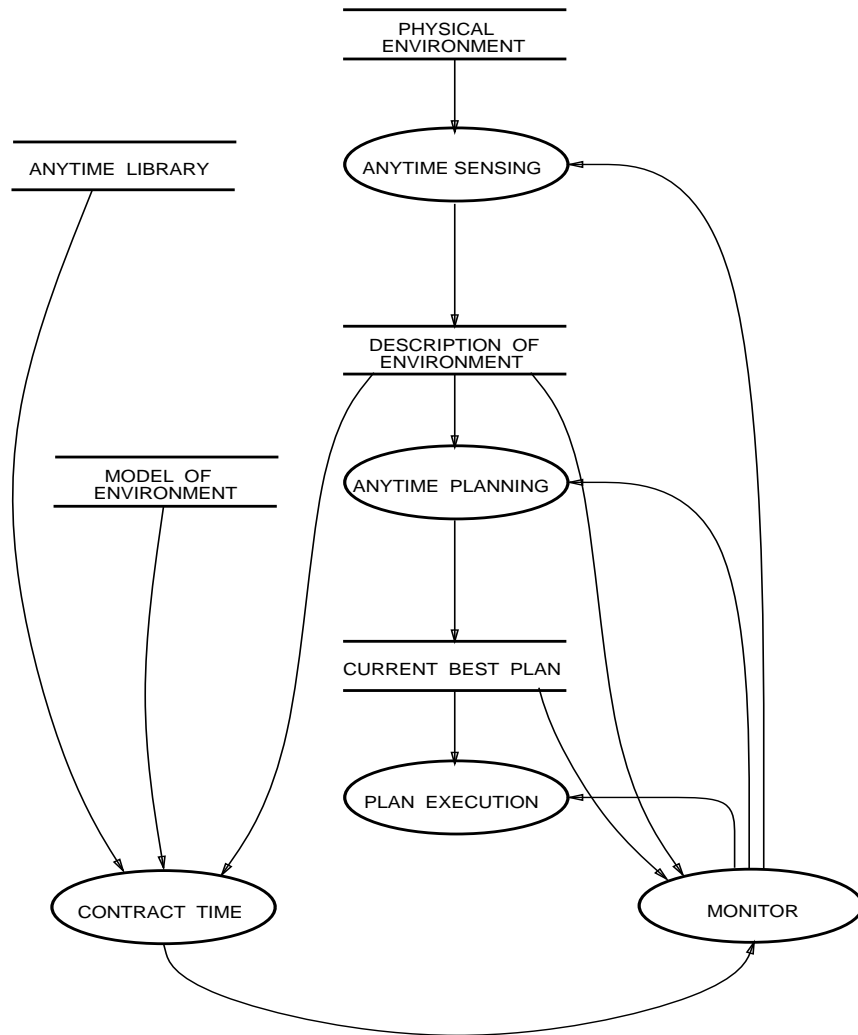 PHYSICAL
ENVIRONMENT
ANYTIME SENSING
ANYTIME LIBRARY
DESCRIPTION OF
ENVIRONMENT
MODEL OF
ENVIRONMENT
ANYTIME PLANNING
CURRENT BEST PLAN
PLAN EXECUTION
CONTRACT TIME
MONITOR